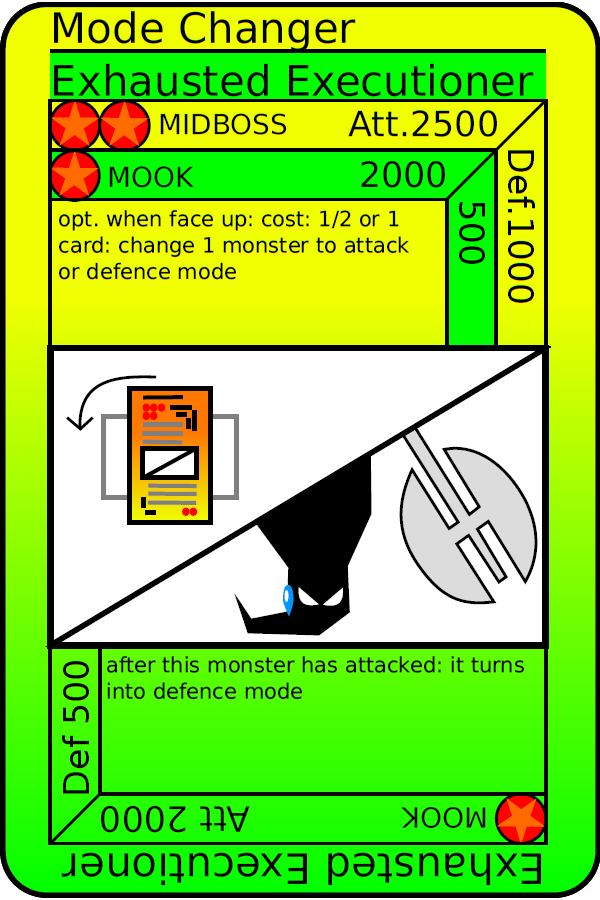 Mode Changer
Exhausted Executioner
MIDBOSS Att.2500
Def.1000
MOOK 2000
500
opt. when face up: cost: 1/2 or 1
card: change 1 monster to attack
or defence mode
after this monster has attacked: it turns
into defence mode
Def 500
MOOK Att 2000
Exhausted Executioner